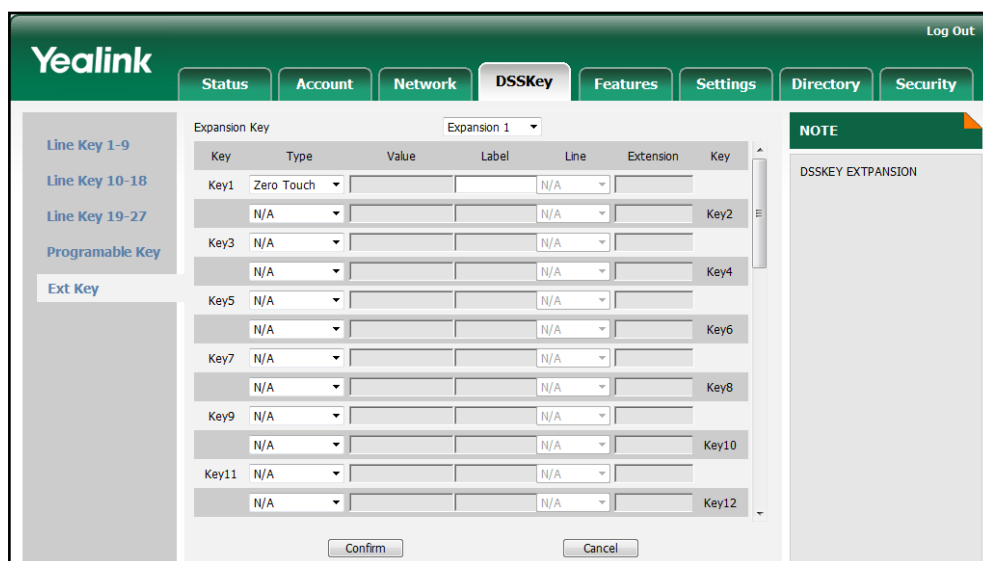 Log Out
Yealink
Status Account Network DSSKey Features Settings Directory Security
Line Key 1-9
Line Key 10-18
Line Key 19-27
Programable Key
Ext Key
Expansion Key Expansion 1
Key Type Value Label Line Extension Key
Key1 Zero Touch N/A
N/A N/A Key2
Key3 N/A N/A
N/A N/A Key4
Key5 N/A N/A
N/A N/A Key6
Key7 N/A N/A
N/A N/A Key8
Key9 N/A N/A
N/A N/A Key10
Key11 N/A N/A
N/A N/A Key12
Confirm Cancel
NOTE
DSSKEY EXTPANSION